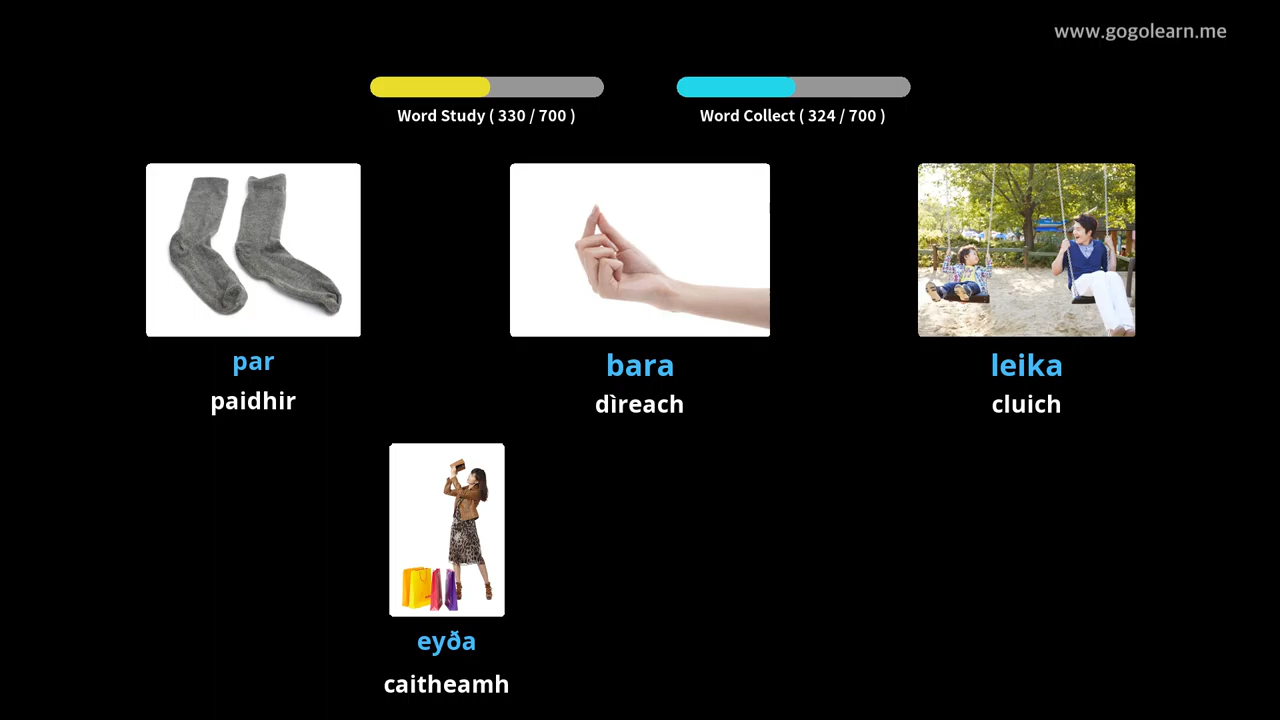 www.gogolearn.me
Word Study ( 330 / 700 )
Word Collect ( 324 / 700 )
par
paidhir
bara
dìreach
leika
cluich
eyða
caitheamh